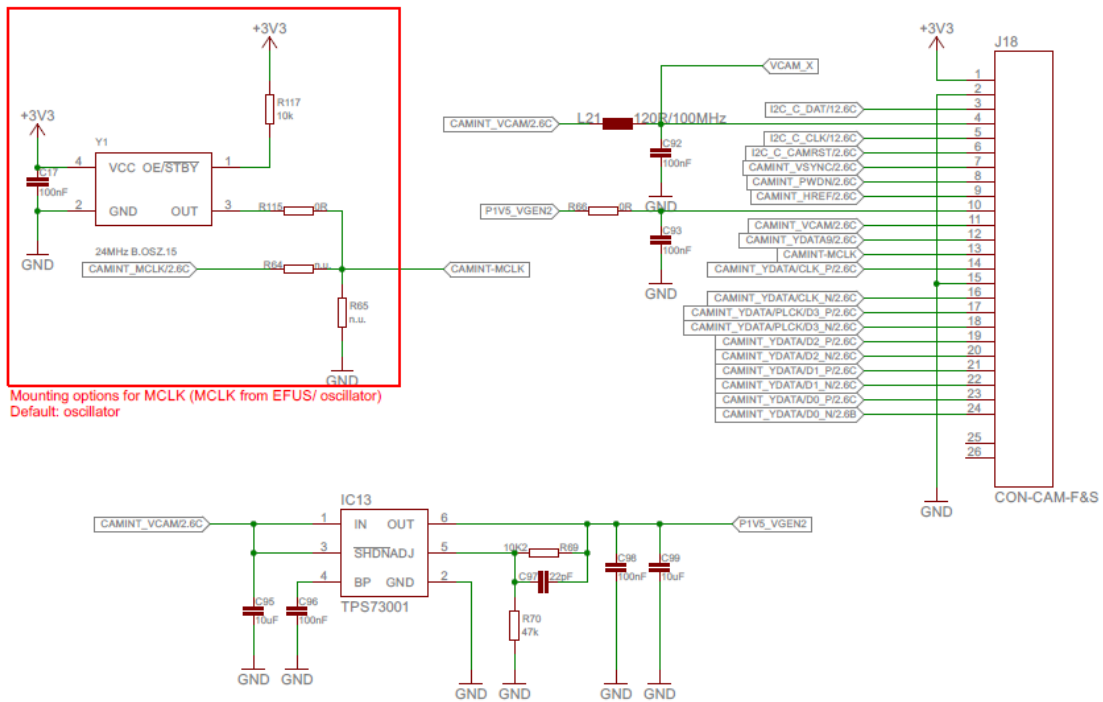 +3V3
R117
10k
+3V3
Y1
4
VCC OE/STBY
1
C17
100nF
2
GND
OUT
3
R115
0R
GND
24MHz B.OSZ.15
CAMINT_MCLK/2.6C
R64
n.u.
CAMINT-MCLK
R65
n.u.
GND
Mounting options for MCLK (MCLK from EFUS/ oscillator)
Default: oscillator
VCAM_X
CAMINT_VCAM/2.6C
L21
120R/100MHz
C92
100nF
GND
P1V5_VGEN2
R66
0R
C93
100nF
GND
+3V3
J18
1
2
I2C_C_DAT/12.6C
3
4
I2C_C_CLK/12.6C
5
I2C_C_CAMRST/2.6C
6
CAMINT_VSYNC/2.6C
7
CAMINT_PWDN/2.6C
8
CAMINT_HREF/2.6C
9
10
CAMINT_VCAM/2.6C
11
CAMINT_YDATA9/2.6C
12
CAMINT-MCLK
13
CAMINT_YDATA/CLK_P/2.6C
14
15
CAMINT_YDATA/CLK_N/2.6C
16
CAMINT_YDATA/PLCK/D3_P/2.6C
17
CAMINT_YDATA/PLCK/D3_N/2.6C
18
CAMINT_YDATA/D2_P/2.6C
19
CAMINT_YDATA/D2_N/2.6C
20
CAMINT_YDATA/D1_P/2.6C
21
CAMINT_YDATA/D1_N/2.6C
22
CAMINT_YDATA/D0_P/2.6C
23
CAMINT_YDATA/D0_N/2.6B
24
25
26
CON-CAM-F&S
GND
IC13
CAMINT_VCAM/2.6C
1
IN
OUT
6
P1V5_VGEN2
3
SHDN
ADJ
5
10K2
R69
4
BP
GND
2
C97
22pF
TPS73001
C95
10uF
C96
100nF
R70
47k
C98
100nF
C99
10uF
GND
GND
GND
GND
GND
GND